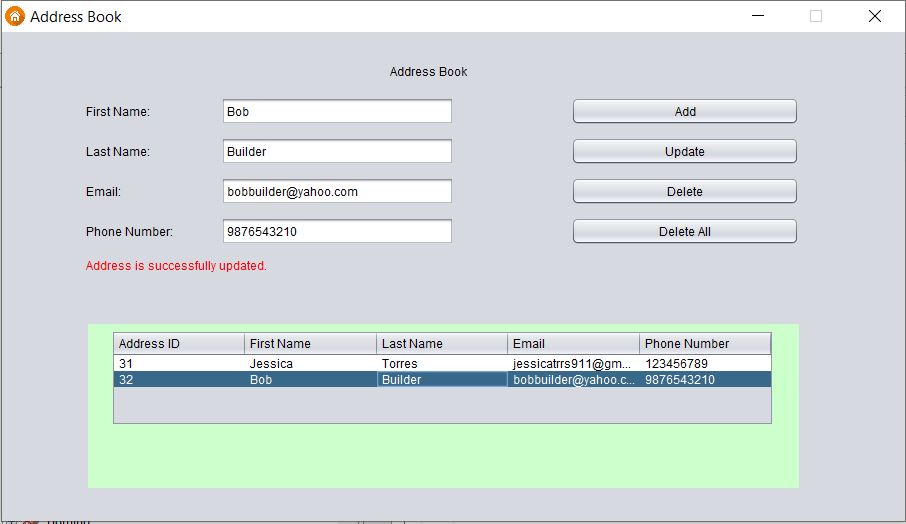 Address Book
Address Book
First Name: Bob Add
Last Name: Builder Update
Email: bobbuilder@yahoo.com Delete
Phone Number: 9876543210 Delete All
Address is successfully updated.
Address ID First Name Last Name Email Phone Number
31 Jessica Torres jessicatrrs911@gm... 123456789
32 Bob Builder bobbuilder@yahoo.c... 9876543210